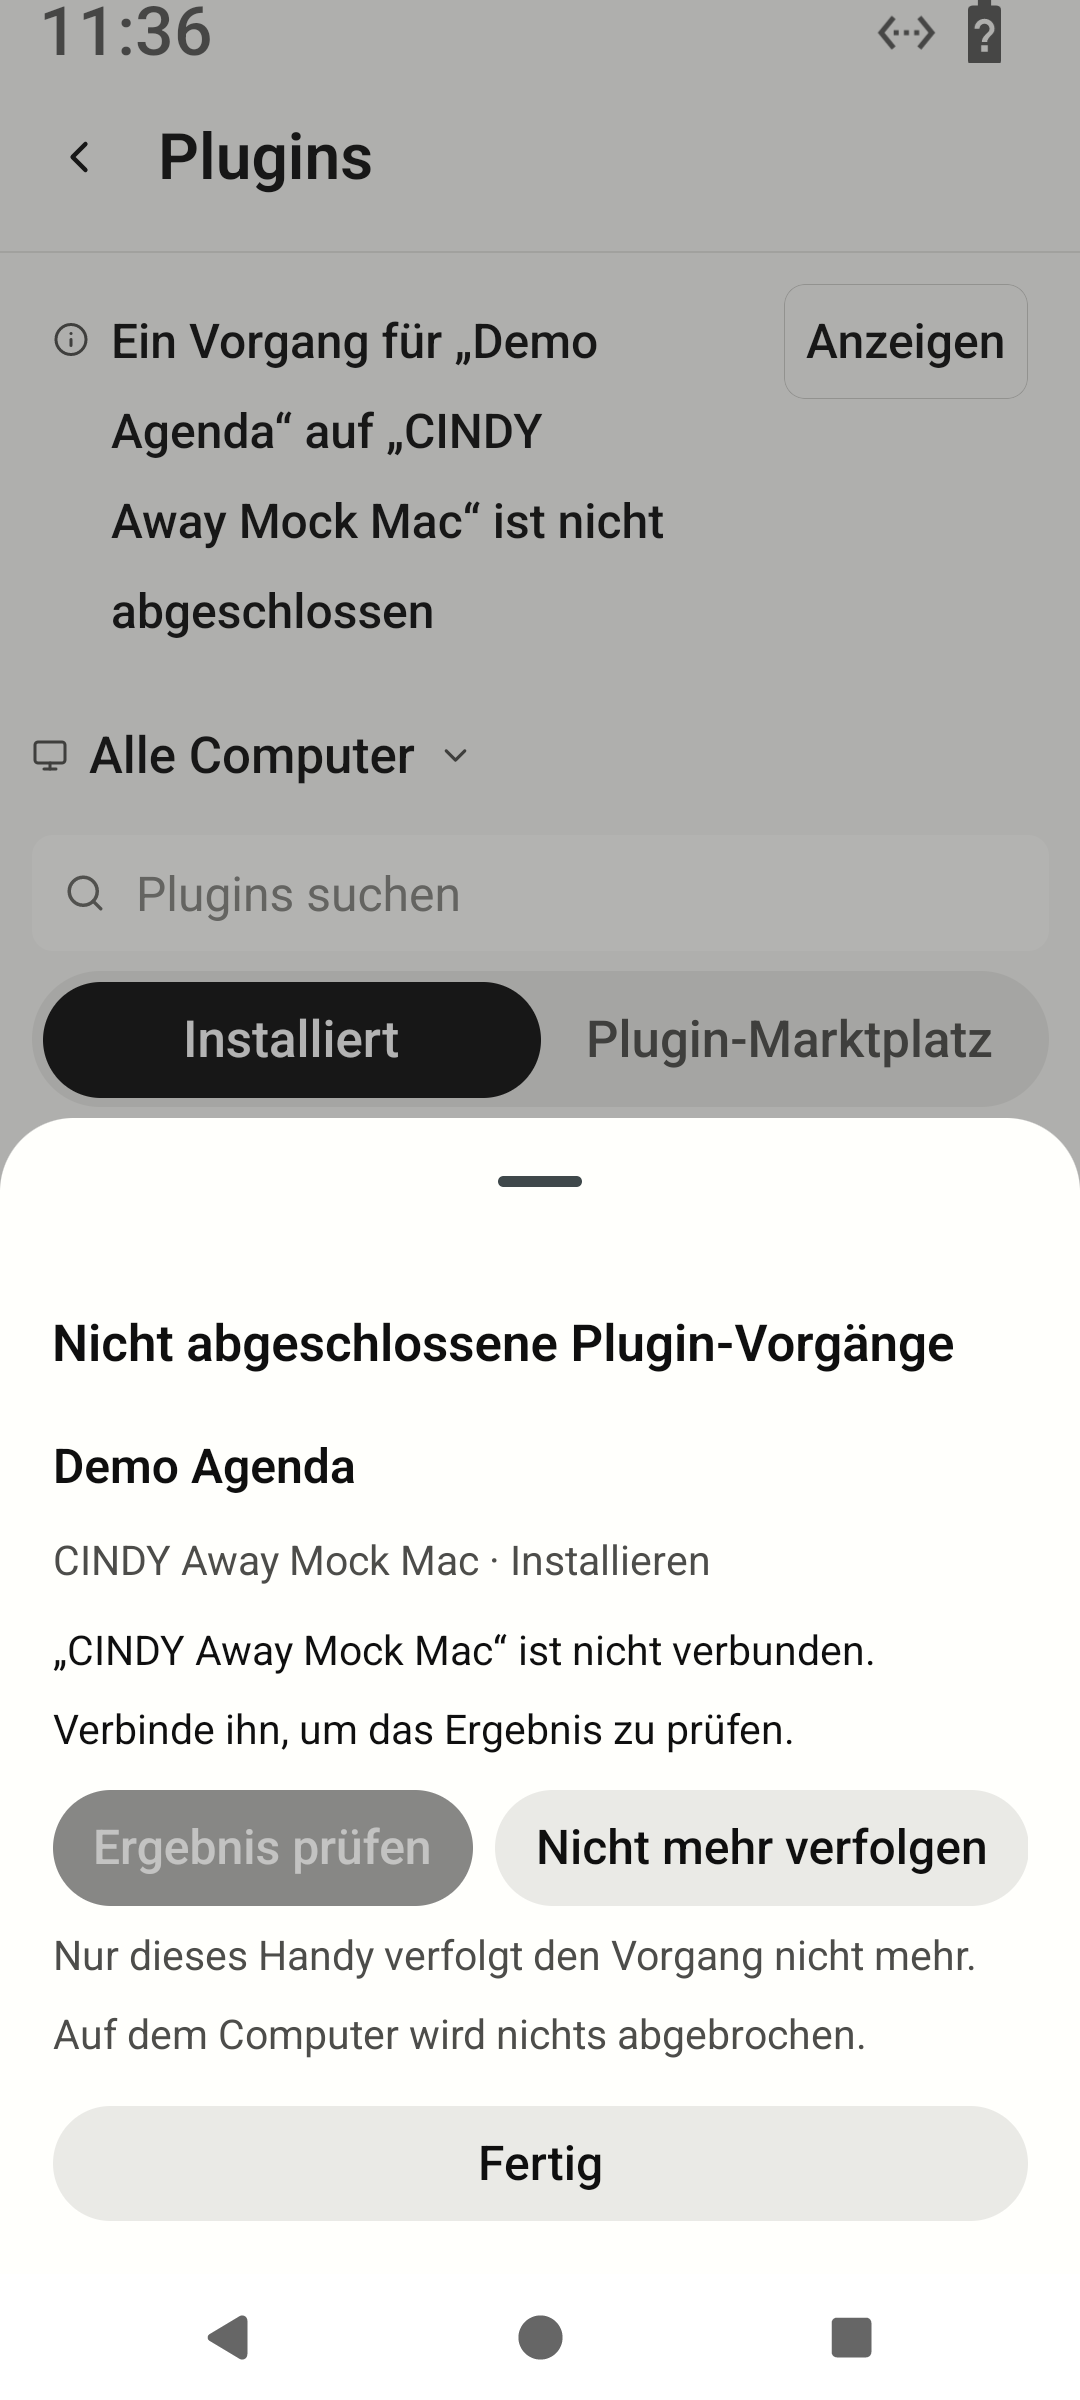 11:36
Plugins
Ein Vorgang für „Demo
Agenda“ auf „CINDY
Away Mock Mac“ ist nicht
abgeschlossen
Anzeigen
Alle Computer
Plugins suchen
Installiert
Plugin-Marktplatz
Nicht abgeschlossene Plugin-Vorgänge
Demo Agenda
CINDY Away Mock Mac · Installieren
„CINDY Away Mock Mac“ ist nicht verbunden.
Verbinde ihn, um das Ergebnis zu prüfen.
Ergebnis prüfen
Nicht mehr verfolgen
Nur dieses Handy verfolgt den Vorgang nicht mehr.
Auf dem Computer wird nichts abgebrochen.
Fertig